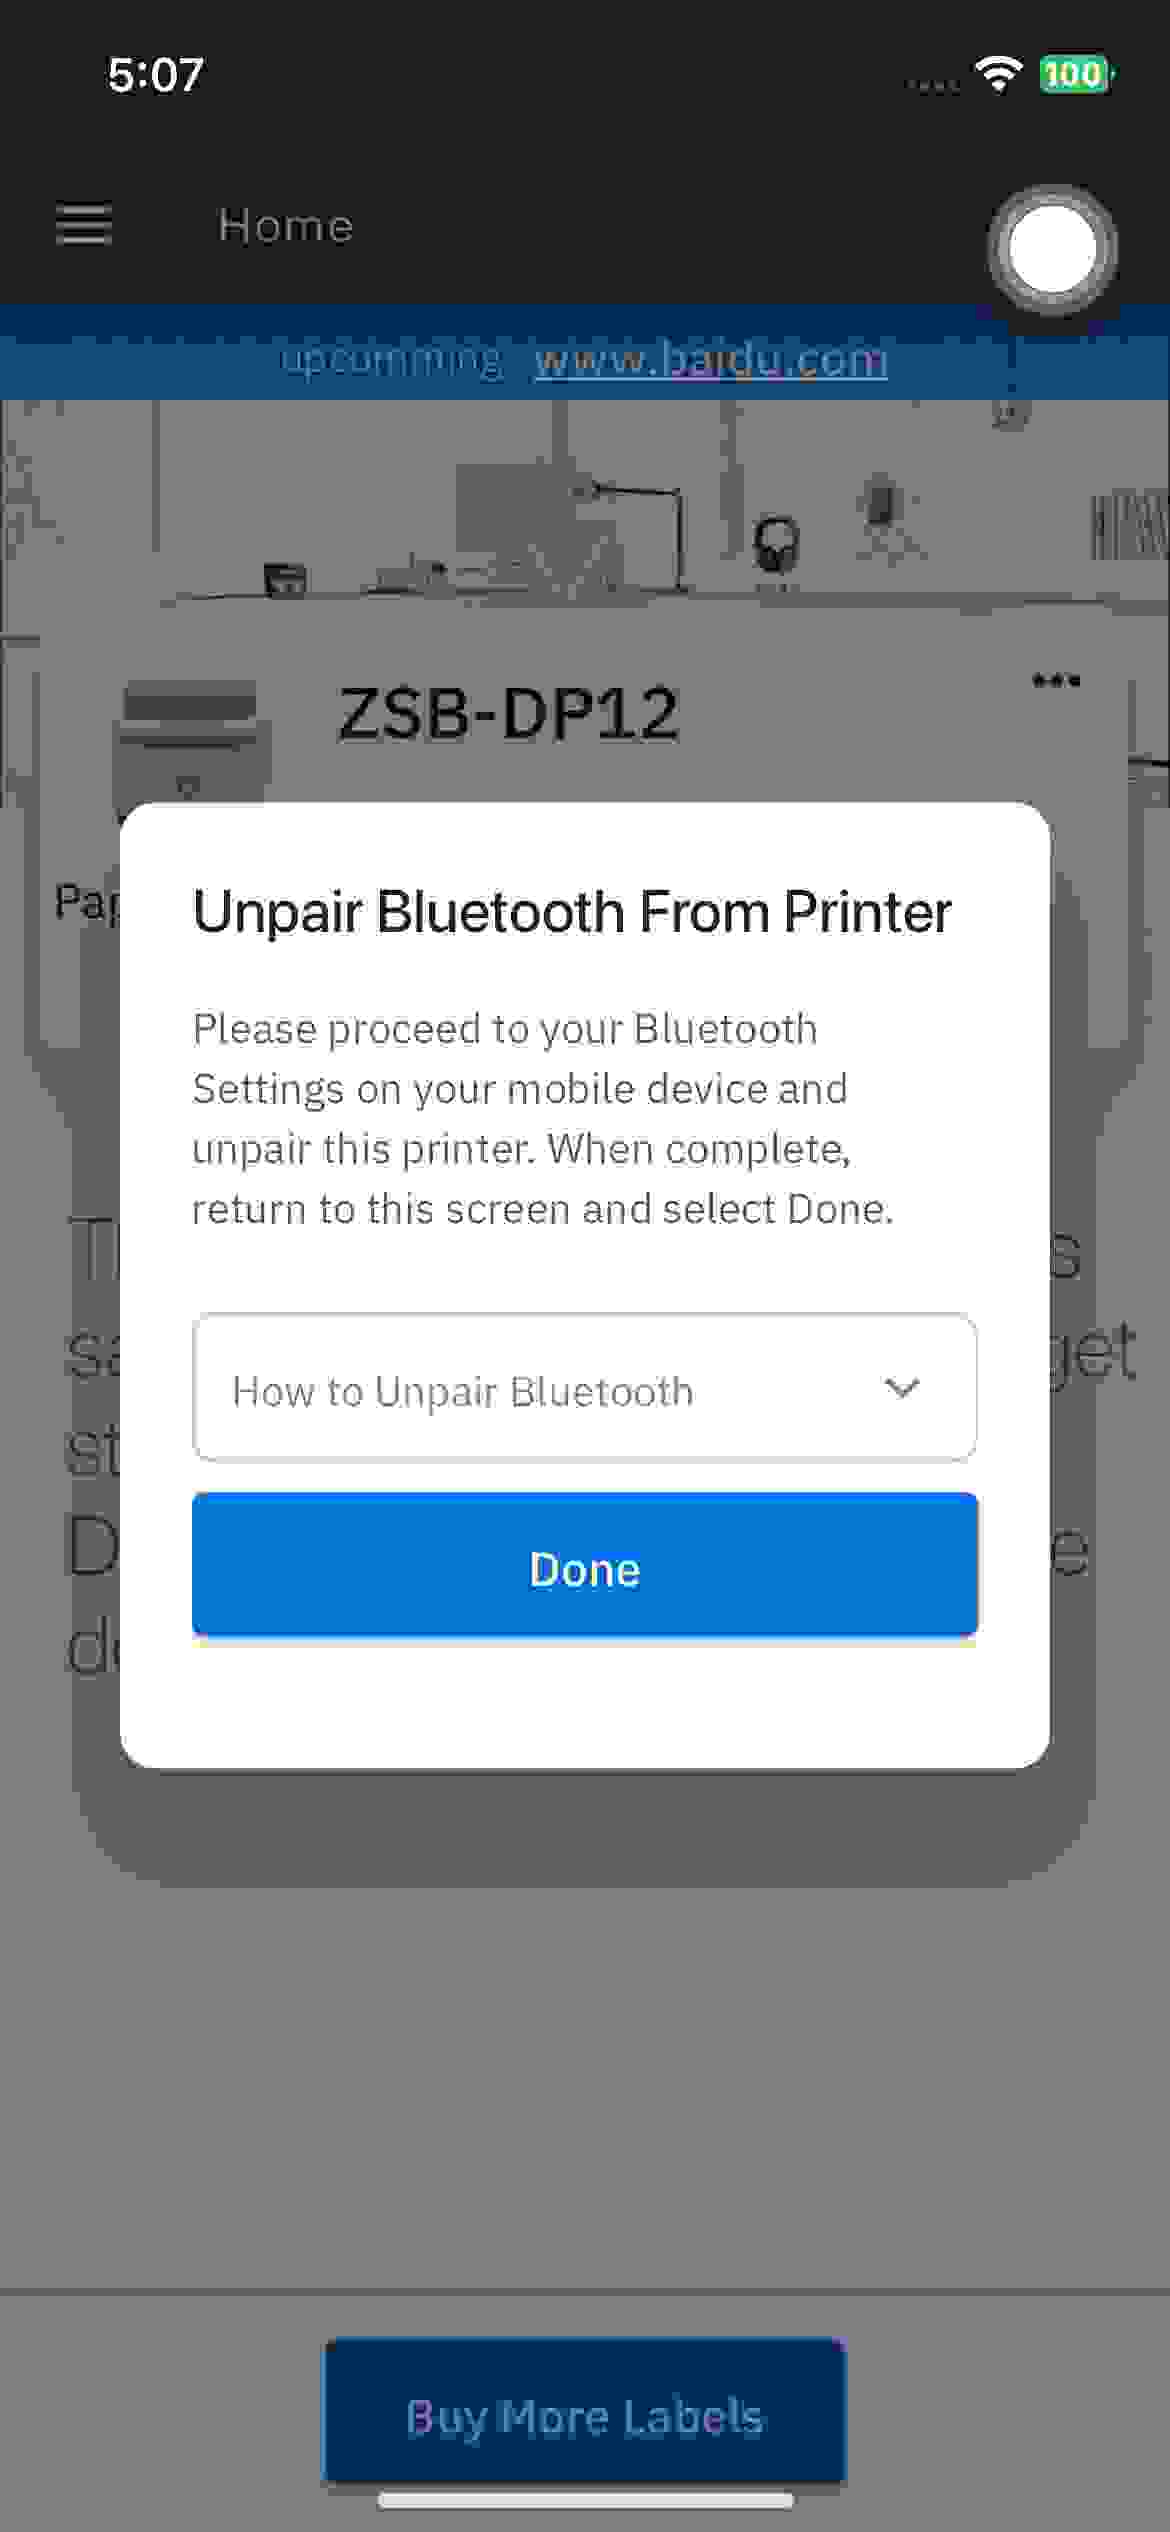 5:07
100
Home
upcomming www.baidu.com
ZSB-DP12
Unpair Bluetooth From Printer
Please proceed to your Bluetooth
Settings on your mobile device and
unpair this printer. When complete,
return to this screen and select Done.
get
How to Unpair Bluetooth
Done
Buy More Labels